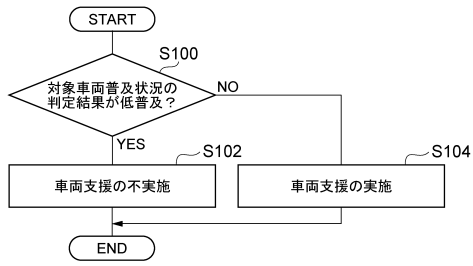 START
S100
対象車両普及状況の
判定結果が低普及？
NO
YES
S102
車両支援の不実施
S104
車両支援の実施
END